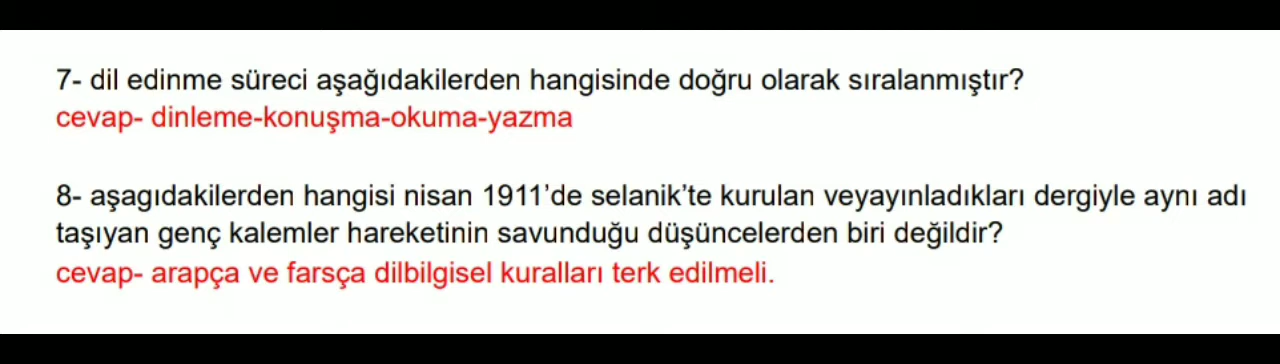 7- dil edinme süreci aşağıdakilerden hangisinde doğru olarak sıralanmıştır?
cevap- dinleme-konuşma-okuma-yazma
8- aşagıdakilerden hangisi nisan 1911’de selanik’te kurulan veyayınladıkları dergiyle aynı adı
taşıyan genç kalemler hareketinin savunduğu düşüncelerden biri değildir?
cevap- arapça ve farsça dilbilgisel kuralları terk edilmeli.